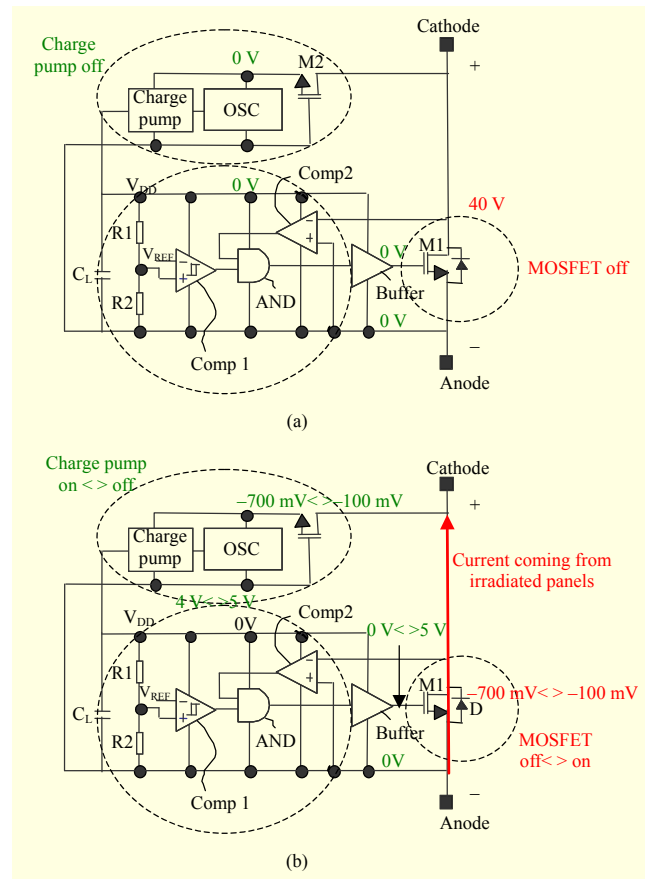 (a)
Cathode
+
Charge
pump off
0 V
M2
Charge
pump
OSC
Comp2
V_DD
0 V
40 V
R1
V_REF
−
+
−
+
0 V
M1
MOSFET off
C_L
R2
AND
Buffer
0 V
Comp 1
−
Anode
(a)
Charge pump
on < > off
Cathode
+
−700 mV< >−100 mV
Charge
pump
OSC
Current coming from
irradiated panels
4 V< >5 V
Comp2
V_DD
0V
0 V< >5 V
R1
V_REF
−
+
−
+
M1
−700 mV< > −100 mV
D
C_L
R2
AND
Buffer
MOSFET
off< > on
0V
Comp 1
−
Anode
(b)